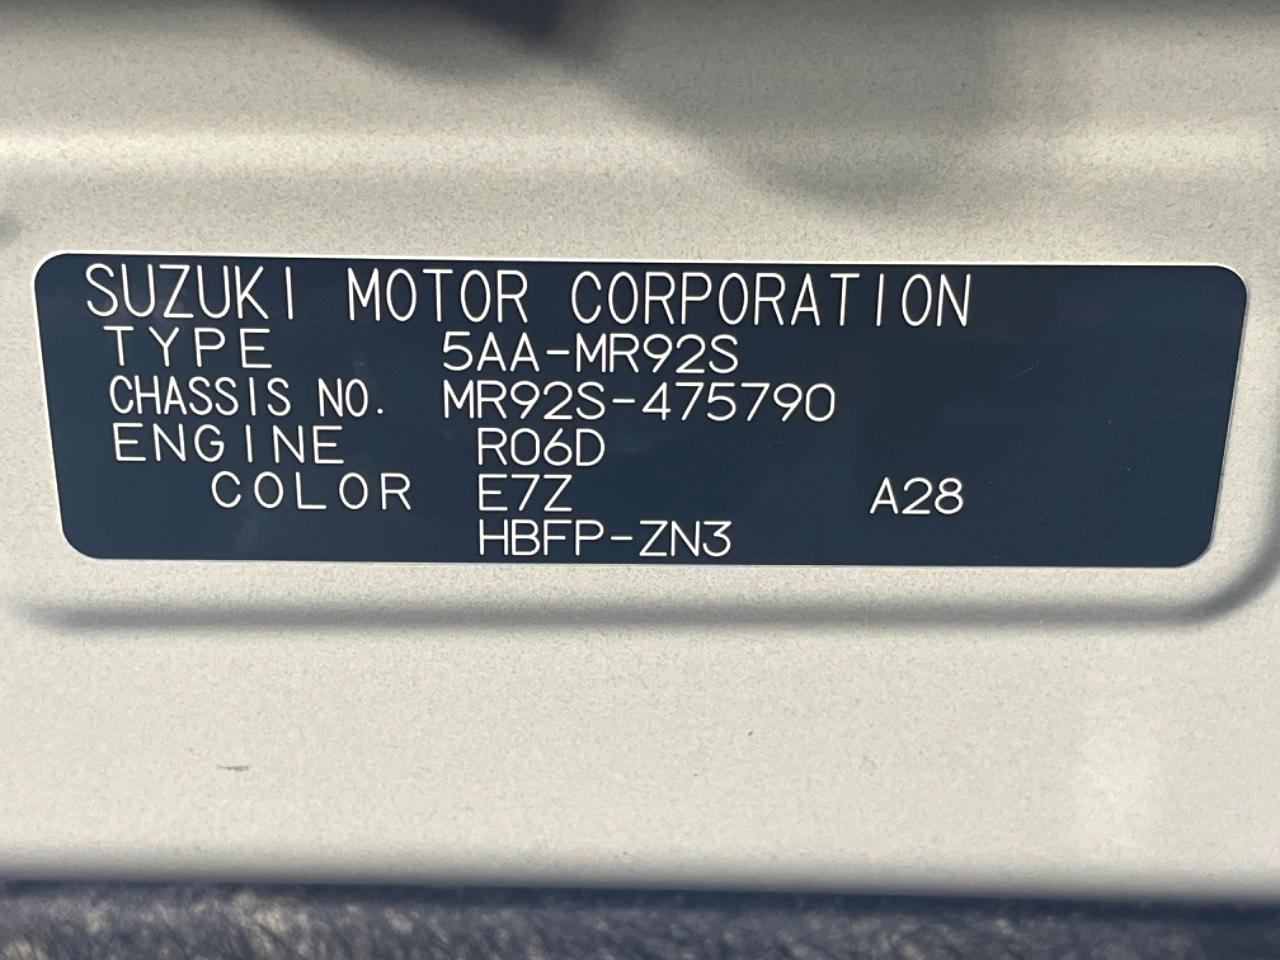 SUZUKI MOTOR CORPORATION
TYPE 5AA-MR92S
CHASSIS NO. MR92S-475790
ENGINE R06D
COLOR E7Z A28
HBFP-ZN3